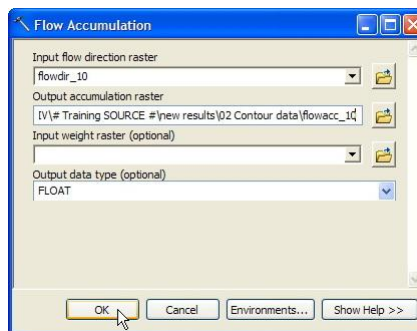 Flow Accumulation
Input flow direction raster
flowdir_10
Output accumulation raster
IV\# Training SOURCE #\new results\02 Contour data\flowacc_10
Input weight raster (optional)
Output data type (optional)
FLOAT
OK Cancel Environments... Show Help >>